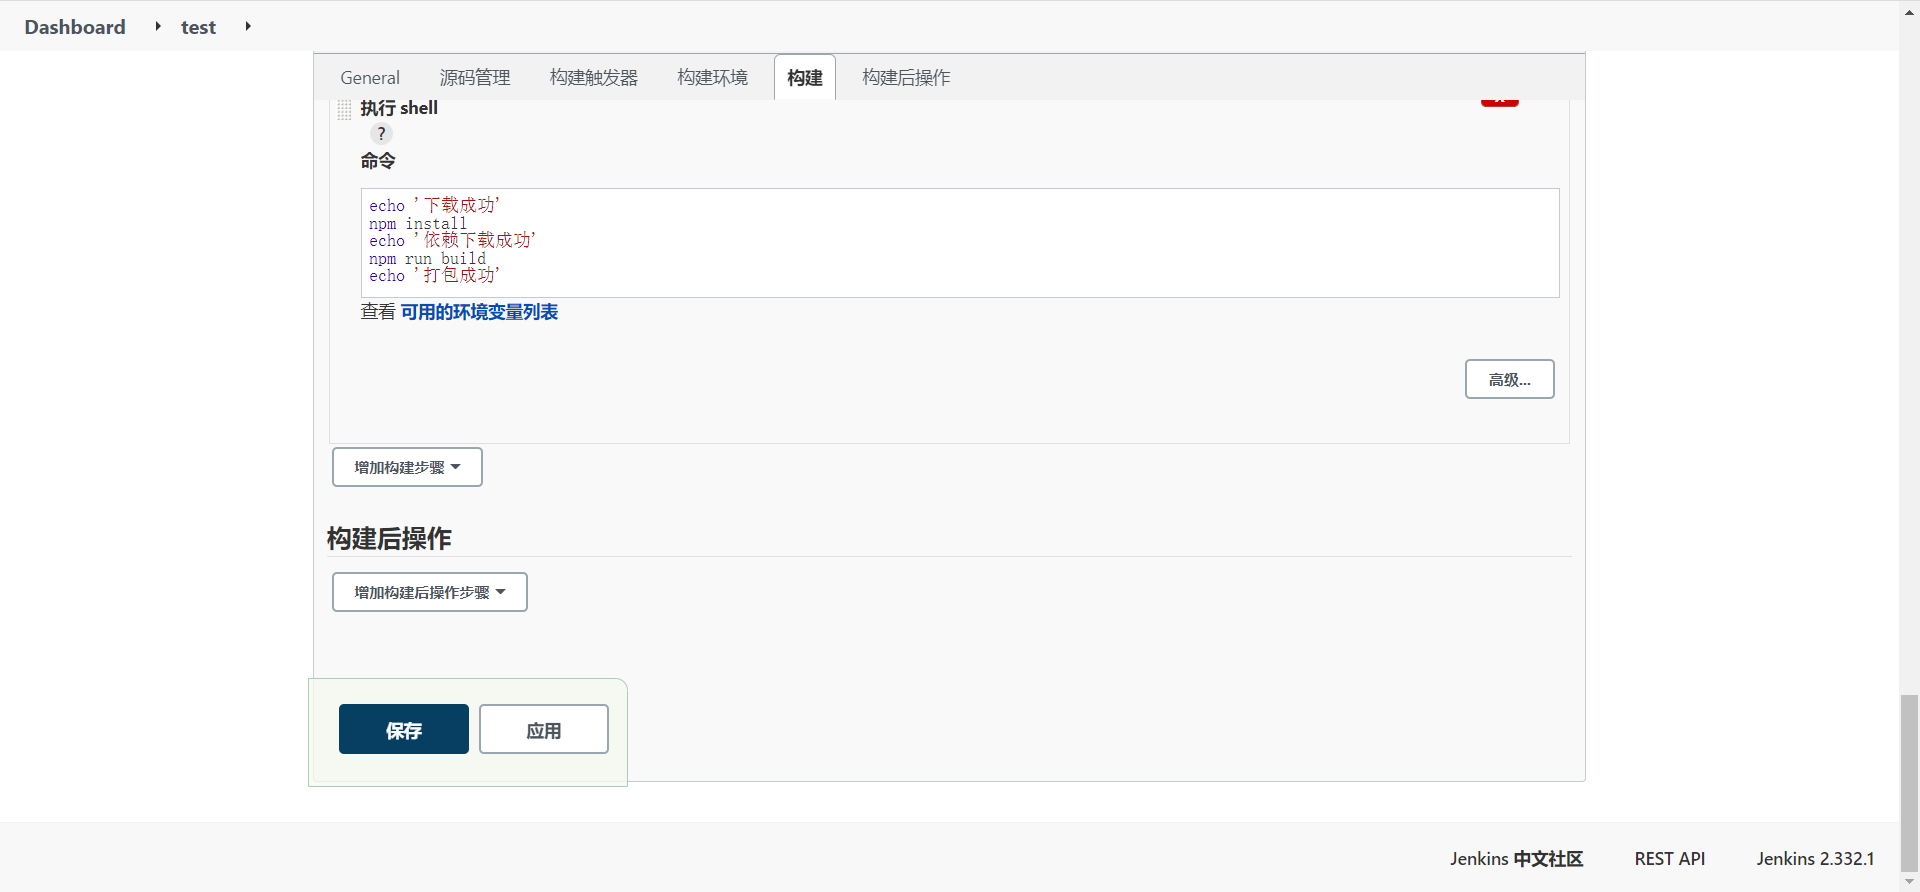 Dashboard test
General 源码管理 构建触发器 构建环境 构建 构建后操作
执行 shell
?
命令
echo '下载成功'
npm install
echo '依赖下载成功'
npm run build
echo '打包成功'
查看 可用的环境变量列表
高级...
增加构建步骤
构建后操作
增加构建后操作步骤
保存 应用
Jenkins 中文社区 REST API Jenkins 2.332.1